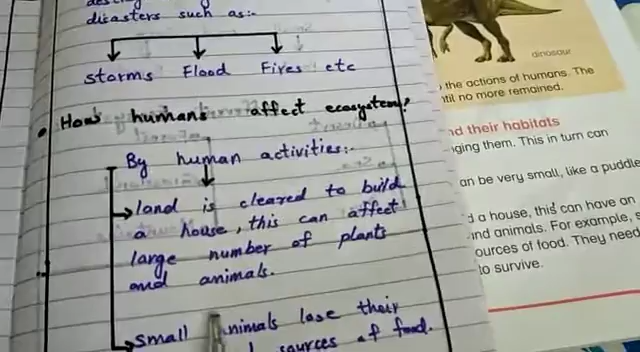 disasters such as:-
storms Flood Fires etc
How humans affect ecosystem?
By human activities:-
land is cleared to build
a house, this can affect
large number of plants
and animals.
small animals lose their
sources of food.
dinosaur
the actions of humans. The
til no more remained.
nd their habitats
ging them. This in turn can
an be very small, like a puddle
d a house, this can have an
and animals. For example,
ources of food. They need
to survive.